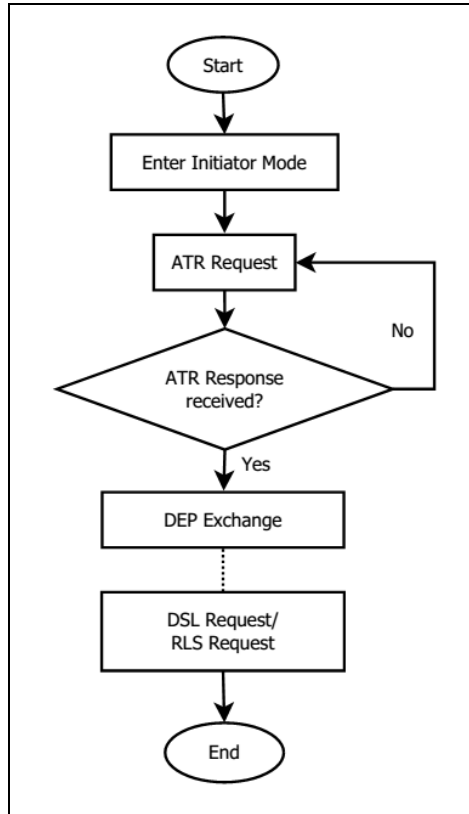 Start
Enter Initiator Mode
ATR Request
No
ATR Response
received?
Yes
DEP Exchange
DSL Request/
RLS Request
End